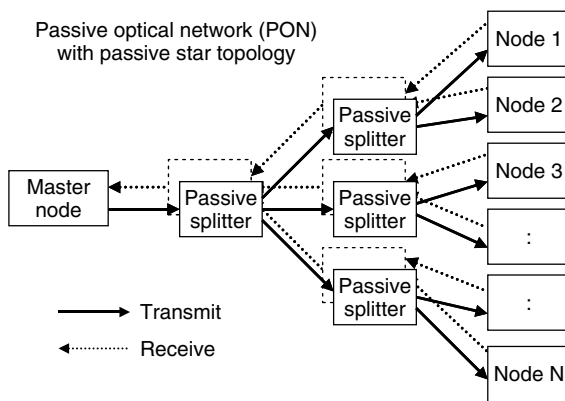 Passive optical network (PON)
with passive star topology
Master
node
Passive
splitter
Passive
splitter
Passive
splitter
Passive
splitter
Node 1
Node 2
Node 3
:
:
Node N
Transmit
Receive